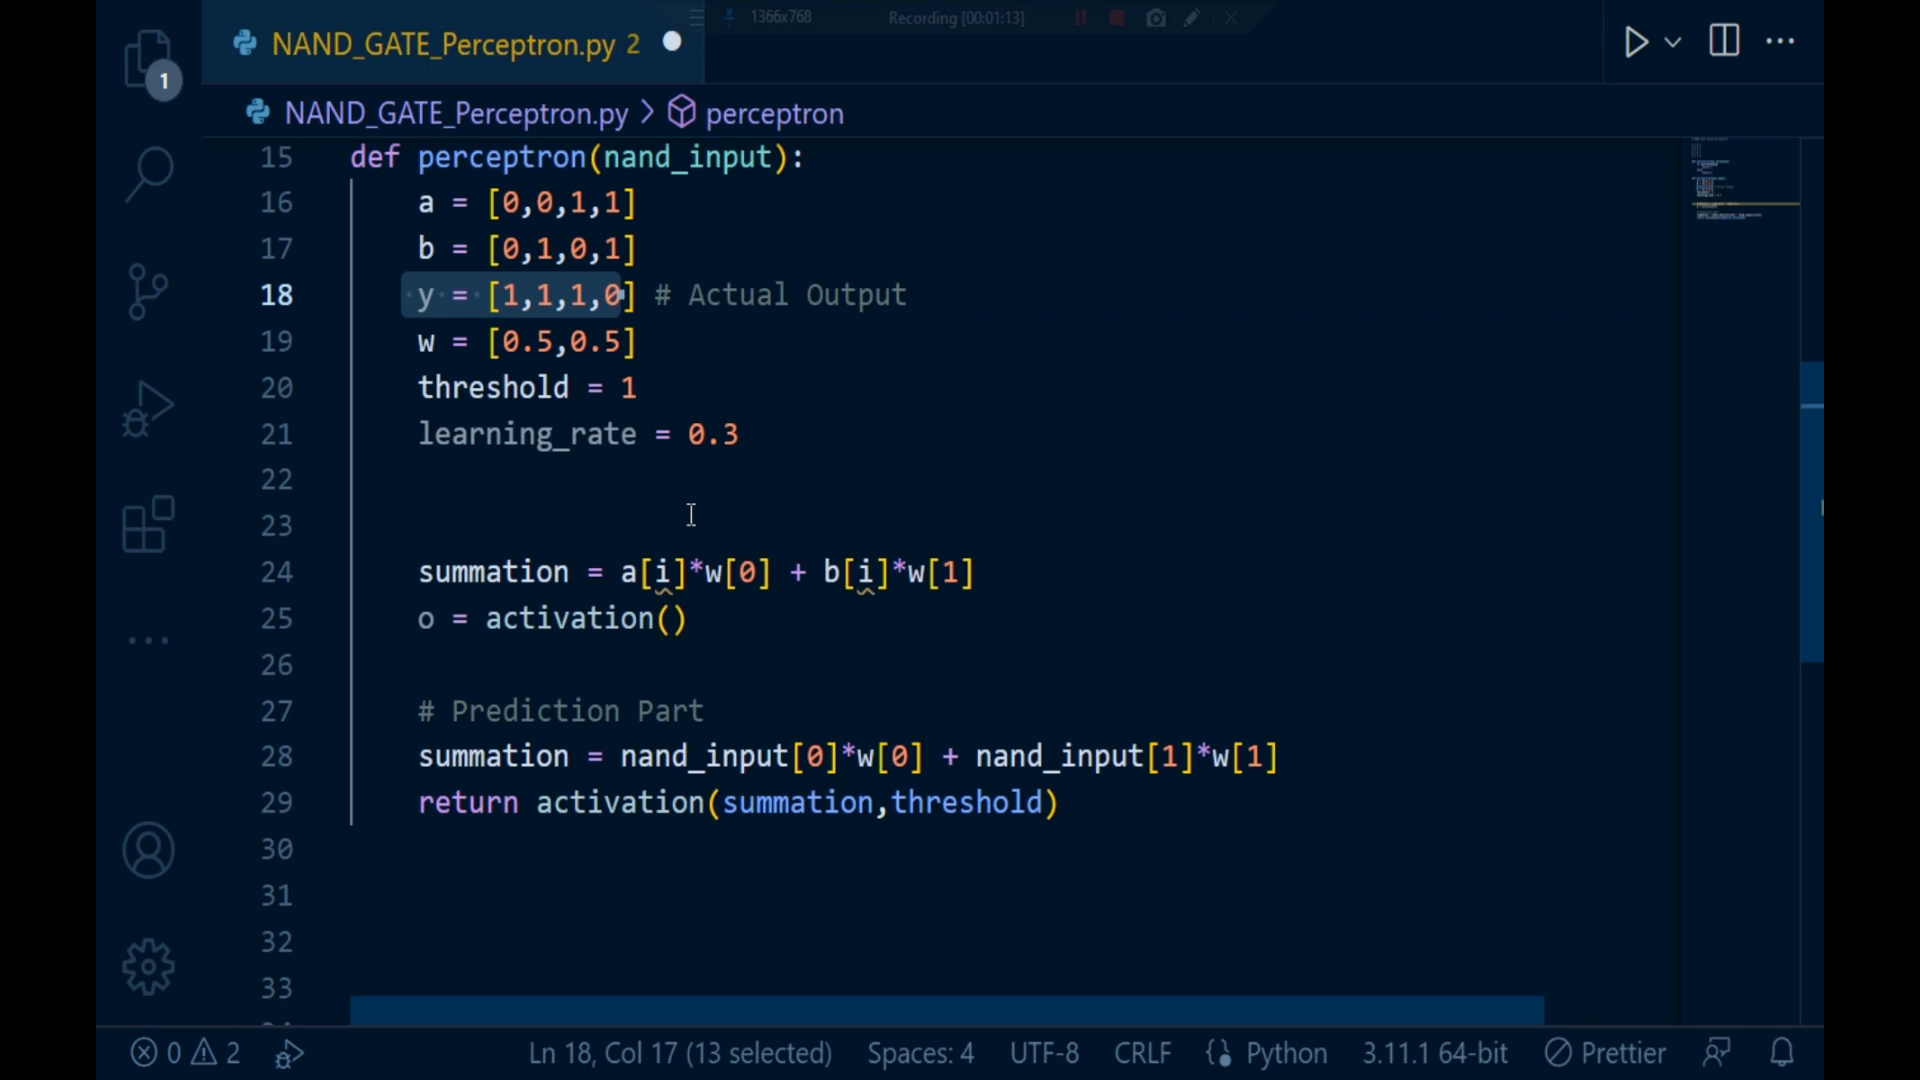 1366x768 Recording [00:01:13]
NAND_GATE_Perceptron.py 2
1
NAND_GATE_Perceptron.py > perceptron
15 def perceptron(nand_input):
16 a = [0,0,1,1]
17 b = [0,1,0,1]
18 y = [1,1,1,0] # Actual Output
19 w = [0.5,0.5]
20 threshold = 1
21 learning_rate = 0.3
22
23
24 summation = a[i]*w[0] + b[i]*w[1]
25 o = activation()
26
27 # Prediction Part
28 summation = nand_input[0]*w[0] + nand_input[1]*w[1]
29 return activation(summation,threshold)
30
31
32
33
0 2 Ln 18, Col 17 (13 selected) Spaces: 4 UTF-8 CRLF Python 3.11.1 64-bit Prettier